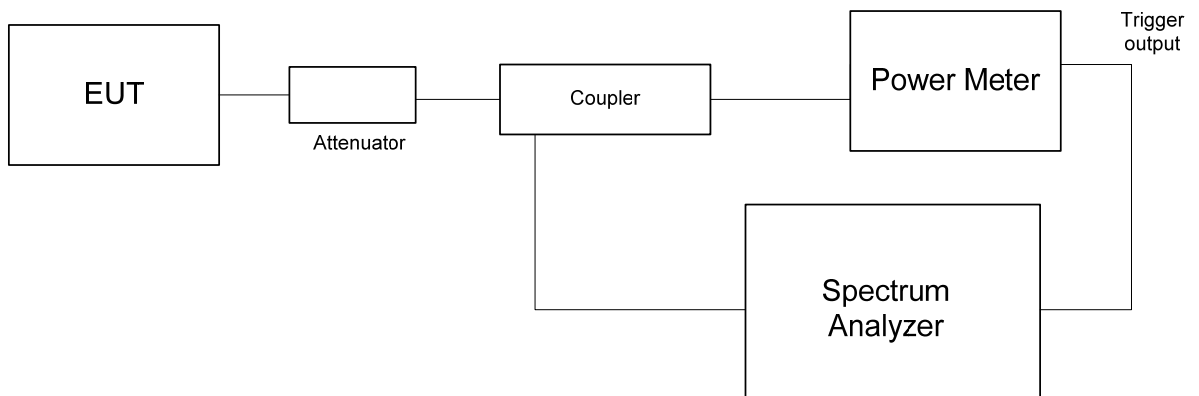 EUT
Attenuator
Coupler
Power Meter
Trigger
output
Spectrum
Analyzer